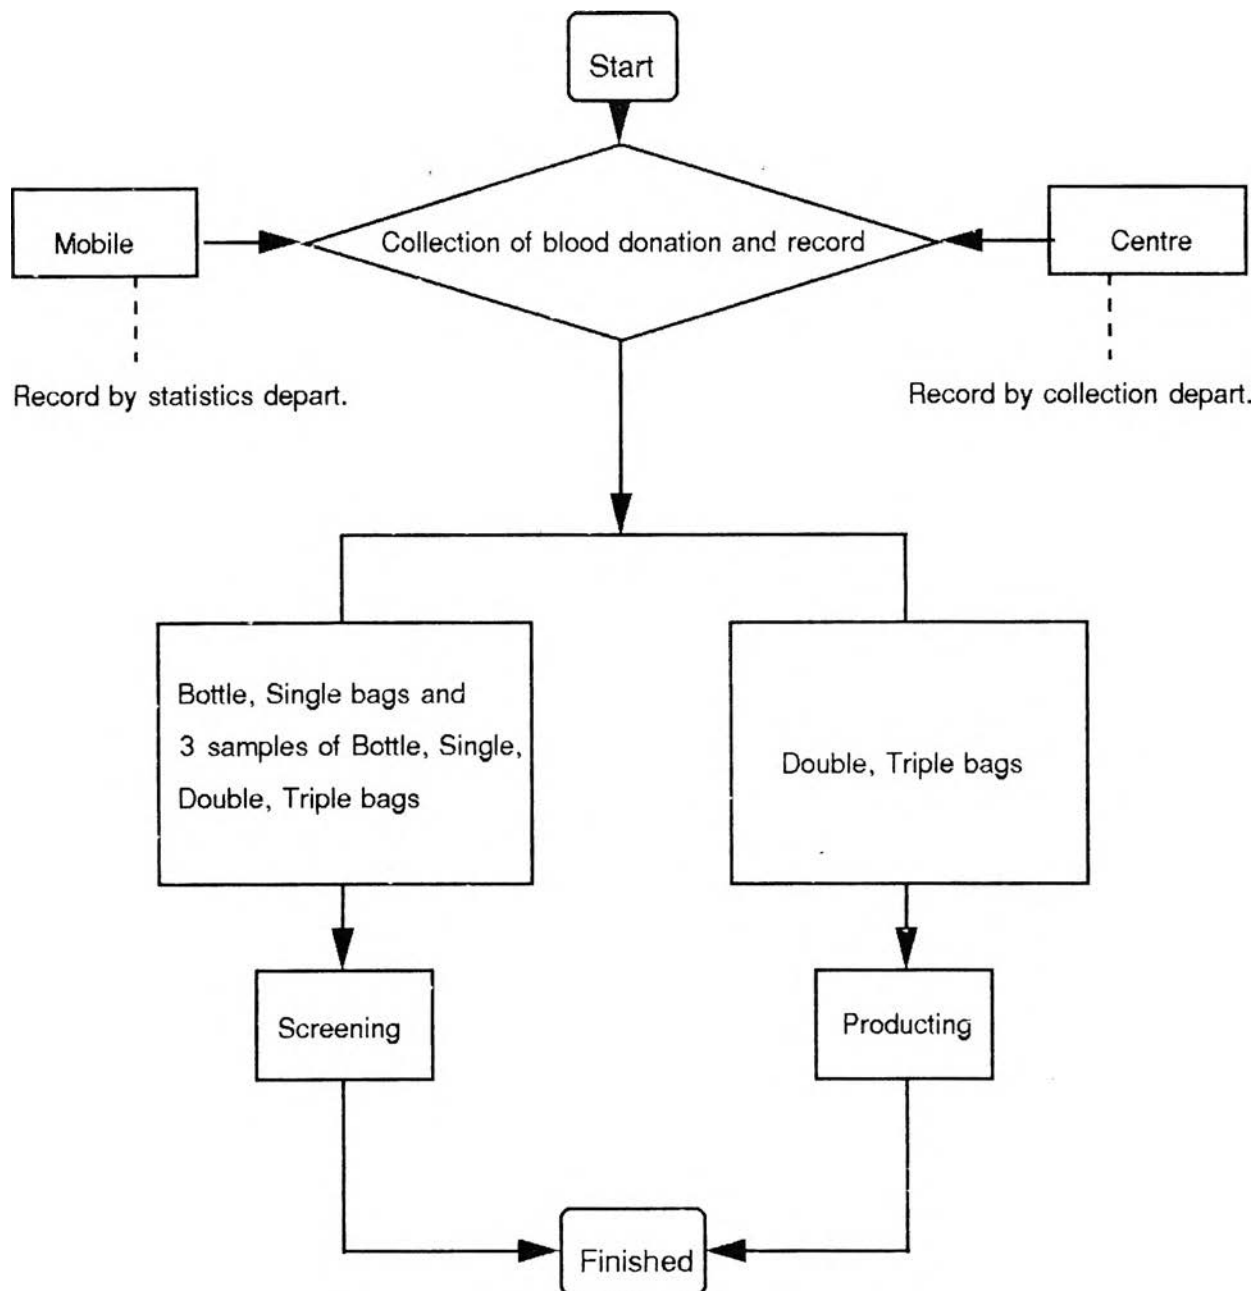 Start
Mobile
Collection of blood donation and record
Centre
Record by statistics depart.
Record by collection depart.
Bottle, Single bags and
3 samples of Bottle, Single,
Double, Triple bags
Double, Triple bags
Screening
Producting
Finished